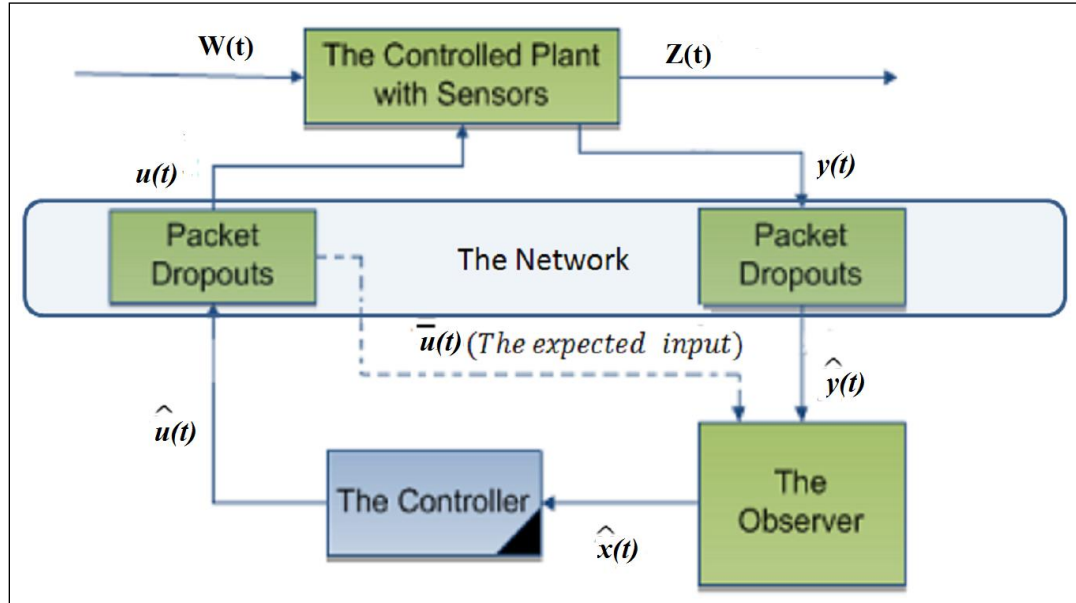 W(t)
The Controlled Plant
with Sensors
Z(t)
u(t)
y(t)
Packet
Dropouts
The Network
Packet
Dropouts
u̅(t) (The expected input)
ŷ(t)
û(t)
The Controller
The
Observer
x̂(t)